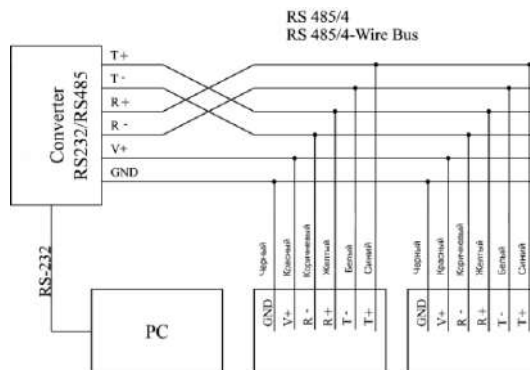 RS 485/4
RS 485/4-Wire Bus
T+
T -
R+
R -
V+
GND
Converter
RS232/RS485
RS-232
PC
Черный
Красный
Коричневый
Желтый
Белый
Синий
GND
V+
R -
R+
T -
T+
Черный
Красный
Коричневый
Желтый
Белый
Синий
GND
V+
R -
R+
T -
T+